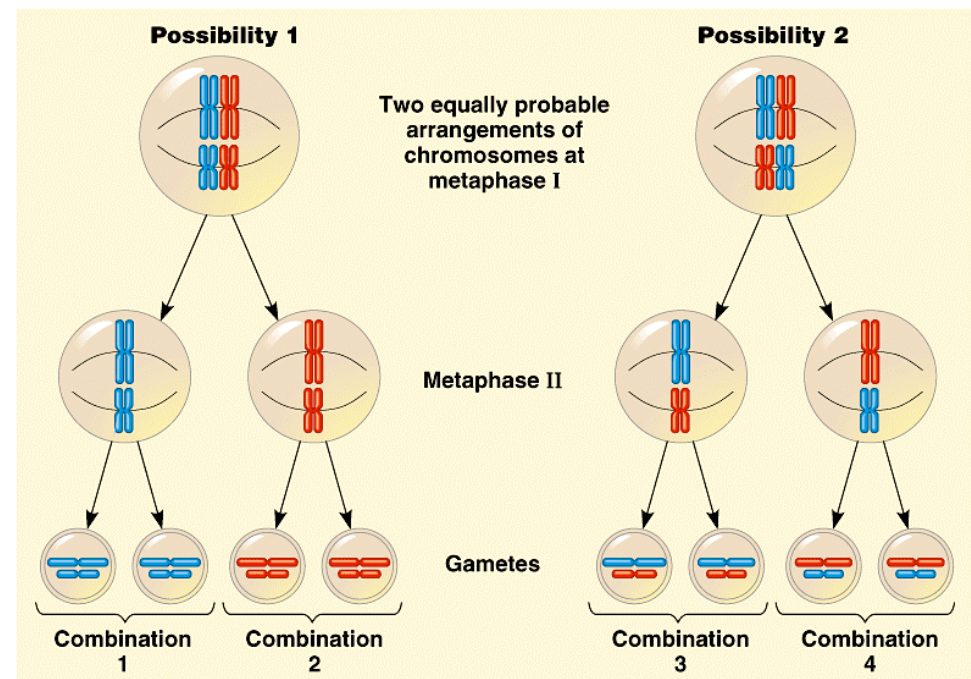 Possibility 1
Possibility 2
Two equally probable
arrangements of
chromosomes at
metaphase I
Metaphase II
Gametes
Combination
1
Combination
2
Combination
3
Combination
4